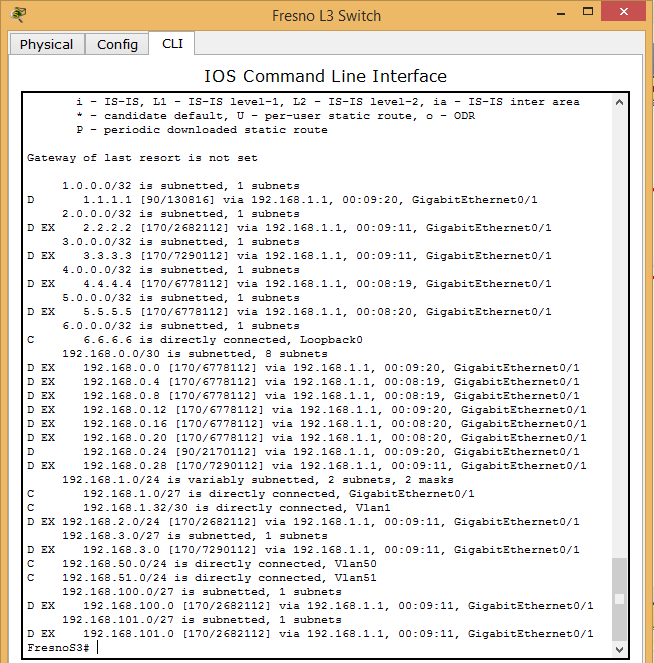 Fresno L3 Switch
Physical Config CLI
IOS Command Line Interface
i - IS-IS, L1 - IS-IS level-1, L2 - IS-IS level-2, ia - IS-IS inter area
* - candidate default, U - per-user static route, o - ODR
P - periodic downloaded static route
Gateway of last resort is not set
1.0.0.0/32 is subnetted, 1 subnets
D 1.1.1.1 [90/130816] via 192.168.1.1, 00:09:20, GigabitEthernet0/1
2.0.0.0/32 is subnetted, 1 subnets
D EX 2.2.2.2 [170/2682112] via 192.168.1.1, 00:09:11, GigabitEthernet0/1
3.0.0.0/32 is subnetted, 1 subnets
D EX 3.3.3.3 [170/7290112] via 192.168.1.1, 00:09:11, GigabitEthernet0/1
4.0.0.0/32 is subnetted, 1 subnets
D EX 4.4.4.4 [170/6778112] via 192.168.1.1, 00:08:19, GigabitEthernet0/1
5.0.0.0/32 is subnetted, 1 subnets
D EX 5.5.5.5 [170/6778112] via 192.168.1.1, 00:08:20, GigabitEthernet0/1
6.0.0.0/32 is subnetted, 1 subnets
C 6.6.6.6 is directly connected, Loopback0
192.168.0.0/30 is subnetted, 8 subnets
D EX 192.168.0.0 [170/6778112] via 192.168.1.1, 00:09:20, GigabitEthernet0/1
D EX 192.168.0.4 [170/6778112] via 192.168.1.1, 00:08:19, GigabitEthernet0/1
D EX 192.168.0.8 [170/6778112] via 192.168.1.1, 00:08:19, GigabitEthernet0/1
D EX 192.168.0.12 [170/6778112] via 192.168.1.1, 00:09:20, GigabitEthernet0/1
D EX 192.168.0.16 [170/6778112] via 192.168.1.1, 00:08:20, GigabitEthernet0/1
D EX 192.168.0.20 [170/6778112] via 192.168.1.1, 00:08:20, GigabitEthernet0/1
D 192.168.0.24 [90/2170112] via 192.168.1.1, 00:09:20, GigabitEthernet0/1
D EX 192.168.0.28 [170/7290112] via 192.168.1.1, 00:09:11, GigabitEthernet0/1
192.168.1.0/24 is variably subnetted, 2 subnets, 2 masks
C 192.168.1.0/27 is directly connected, GigabitEthernet0/1
C 192.168.1.32/30 is directly connected, Vlan1
D EX 192.168.2.0/24 [170/2682112] via 192.168.1.1, 00:09:11, GigabitEthernet0/1
192.168.3.0/27 is subnetted, 1 subnets
D EX 192.168.3.0 [170/7290112] via 192.168.1.1, 00:09:11, GigabitEthernet0/1
C 192.168.50.0/24 is directly connected, Vlan50
C 192.168.51.0/24 is directly connected, Vlan51
192.168.100.0/27 is subnetted, 1 subnets
D EX 192.168.100.0 [170/2682112] via 192.168.1.1, 00:09:11, GigabitEthernet0/1
192.168.101.0/27 is subnetted, 1 subnets
D EX 192.168.101.0 [170/2682112] via 192.168.1.1, 00:09:11, GigabitEthernet0/1
FresnoS3#